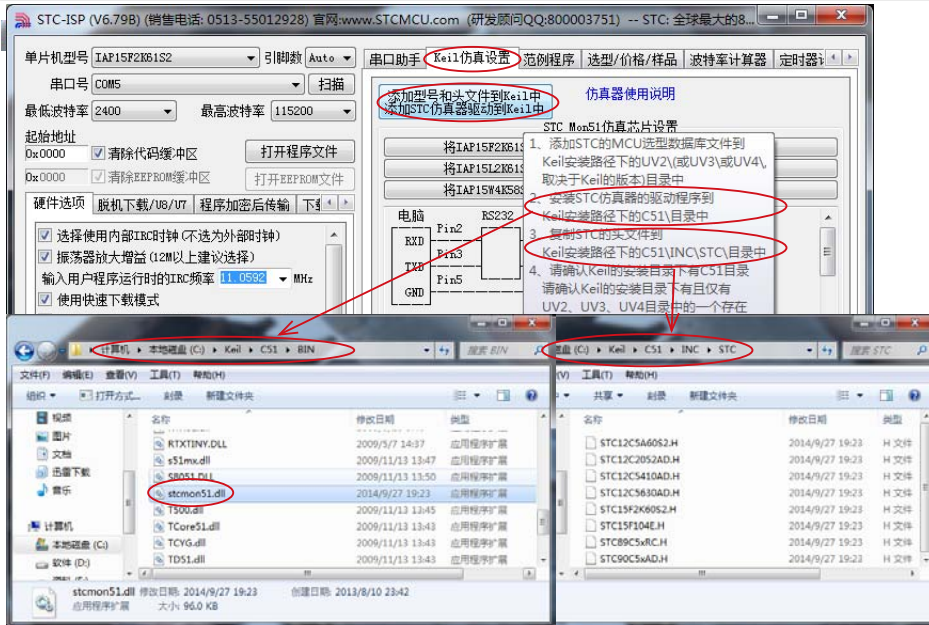 STC-ISP (V6.79B) (销售电话: 0513-55012928) 官网:www.STCMCU.com (研发顾问QQ:800003751) -- STC: 全球最大的8...
单片机型号 IAP15F2K61S2 引脚数 Auto
串口号 COM5 扫描
最低波特率 2400 最高波特率 115200
起始地址
0x0000 清除代码缓冲区 打开程序文件
0x0000 清除EEPROM缓冲区 打开EEPROM文件
硬件选项 脱机下载/U8/U7 程序加密后传输
选择使用内部IRC时钟(不选为外部时钟)
振荡器放大增益(12M以上建议选择)
输入用户程序运行时的IRC频率 11.0592 MHz
使用快速下载模式
串口助手 Keil仿真设置 范例程序 选型/价格/样品 波特率计算器 定时器
添加型号和头文件到Keil中
添加STC仿真器驱动到Keil中
仿真器使用说明
STC Mon51仿真芯片设置
将IAP15F2K61S
将IAP15L2K61S
将IAP15W4K58S
电脑 RS232
RXD Pin2
TXD Pin3
GND Pin5
1、添加STC的MCU选型数据库文件到
Keil安装路径下的UV2\(或UV3\或UV4\,
取决于Keil的版本)目录中
2、安装STC仿真器的驱动程序到
Keil安装路径下的C51\目录中
3、复制STC的头文件到
Keil安装路径下的C51\INC\STC\目录中
4、请确认Keil的安装目录下有C51目录
请确认Keil的安装目录下有且仅有
UV2、UV3、UV4目录中的一个存在
计算机 本地磁盘 (C:) Keil C51 BIN 搜索 BIN
文件(F) 编辑(E) 查看(V) 工具(T) 帮助(H)
组织 打开方式... 刻录 新建文件夹
视频
图片
文档
迅雷下载
音乐
计算机
本地磁盘 (C:)
软件 (D:)
名称 修改日期 类型
RTXTINY.DLL 2009/5/7 14:37 应用程序扩展
s51mx.dll 2009/11/13 13:47 应用程序扩展
S8051.DLL 2009/11/13 13:50 应用程序扩展
stcmon51.dll 2014/9/27 19:23 应用程序扩展
T500.dll 2009/11/13 13:45 应用程序扩展
TCore51.dll 2009/11/13 13:43 应用程序扩展
TCYG.dll 2009/11/13 13:43 应用程序扩展
TD51.dll 2009/11/13 13:43 应用程序扩展
stcmon51.dll 修改日期: 2014/9/27 19:23 创建日期: 2013/8/10 23:42
应用程序扩展 大小: 96.0 KB
磁盘 (C:) Keil C51 INC STC 搜索 STC
(V) 工具(T) 帮助(H)
共享 刻录 新建文件夹
名称 修改日期 类型
STC12C5A60S2.H 2014/9/27 19:23 H 文件
STC12C2052AD.H 2014/9/27 19:23 H 文件
STC12C5410AD.H 2014/9/27 19:23 H 文件
STC12C5630AD.H 2014/9/27 19:23 H 文件
STC15F2K60S2.H 2014/9/27 19:23 H 文件
STC15F104E.H 2014/9/27 19:23 H 文件
STC89C5xRC.H 2014/9/27 19:23 H 文件
STC90C5xAD.H 2014/9/27 19:23 H 文件